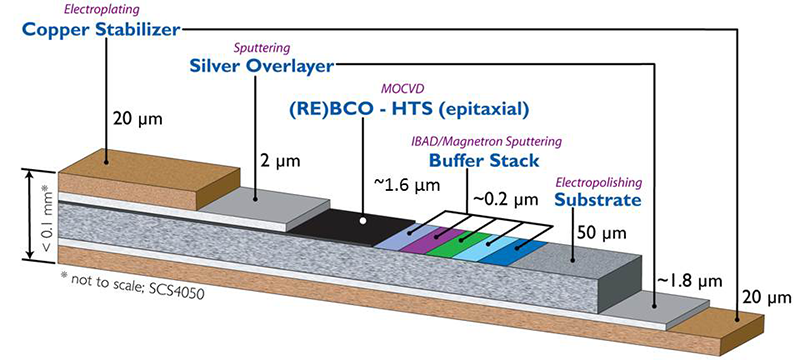 Electroplating
Copper Stabilizer
Sputtering
Silver Overlayer
MOCVD
(RE)BCO - HTS (epitaxial)
IBAD/Magnetron Sputtering
Buffer Stack
Electropolishing
Substrate
20 µm
2 µm
~1.6 µm
~0.2 µm
50 µm
~1.8 µm
20 µm
< 0.1 mm*
* not to scale; SCS4050